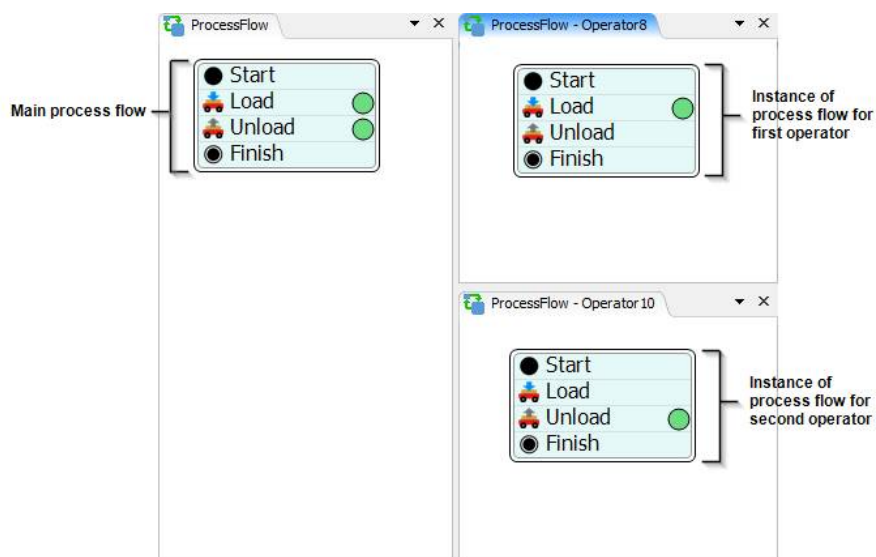 ProcessFlow
Main process flow
Start
Load
Unload
Finish
ProcessFlow - Operator8
Start
Load
Unload
Finish
Instance of
process flow for
first operator
ProcessFlow - Operator10
Start
Load
Unload
Finish
Instance of
process flow for
second operator